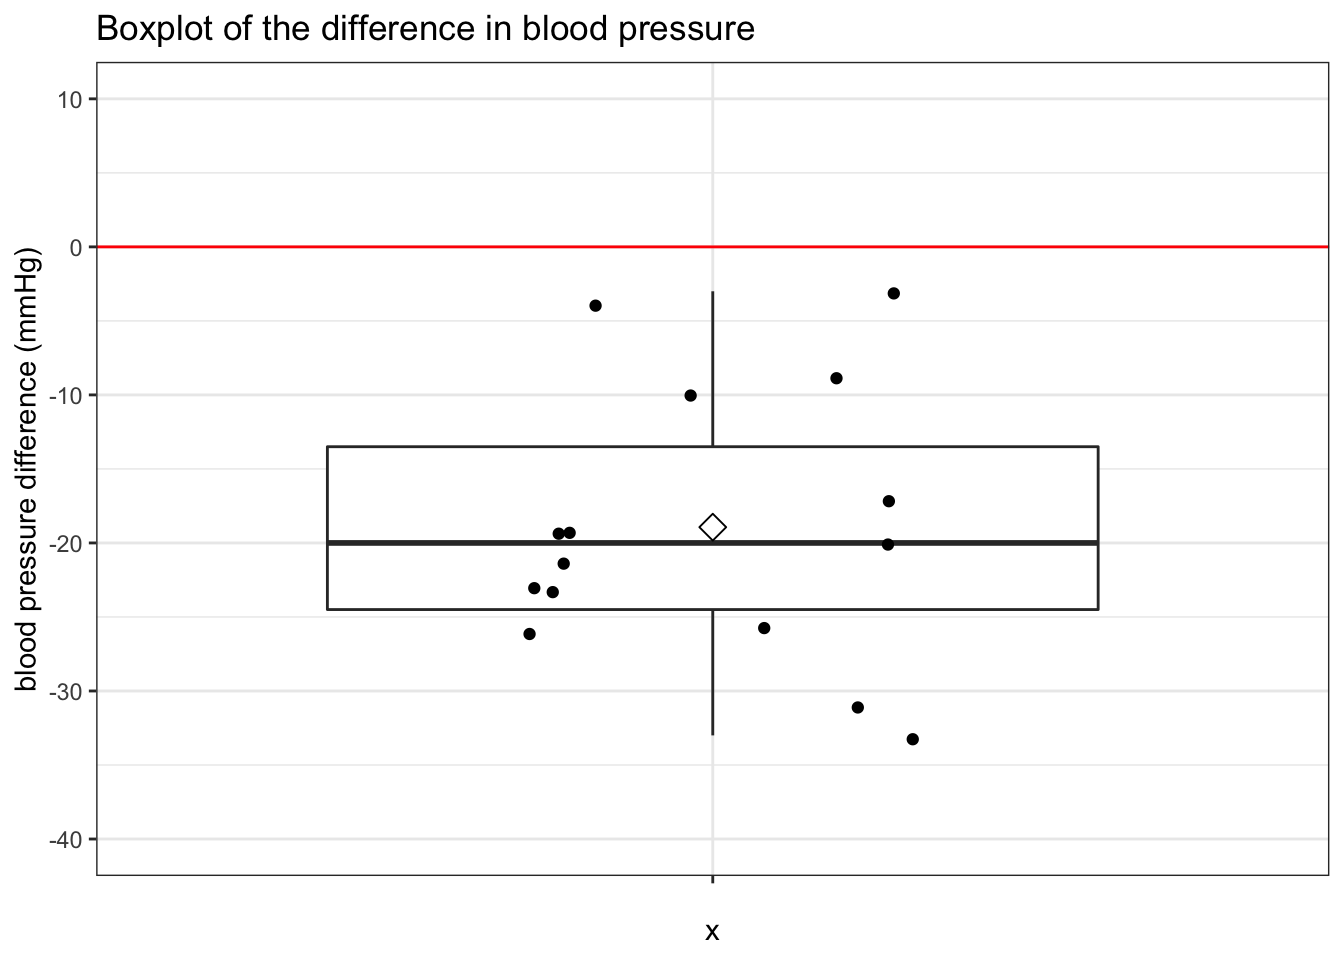 Boxplot of the difference in blood pressure
10
0
-10
-20
-30
-40
blood pressure difference (mmHg)
x